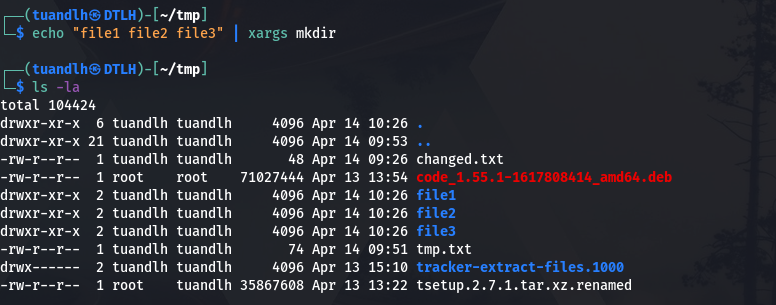 ┌──(tuandlh㉿DTLH)-[~/tmp]
└─$ echo "file1 file2 file3" | xargs mkdir
┌──(tuandlh㉿DTLH)-[~/tmp]
└─$ ls -la
total 104424
drwxr-xr-x  6 tuandlh tuandlh     4096 Apr 14 10:26 .
drwxr-xr-x 21 tuandlh tuandlh     4096 Apr 14 09:53 ..
-rw-r--r--  1 tuandlh tuandlh       48 Apr 14 09:26 changed.txt
-rw-r--r--  1 root    root    71027444 Apr 13 13:54 code_1.55.1-1617808414_amd64.deb
drwxr-xr-x  2 tuandlh tuandlh     4096 Apr 14 10:26 file1
drwxr-xr-x  2 tuandlh tuandlh     4096 Apr 14 10:26 file2
drwxr-xr-x  2 tuandlh tuandlh     4096 Apr 14 10:26 file3
-rw-r--r--  1 tuandlh tuandlh       74 Apr 14 09:51 tmp.txt
drwx------  2 tuandlh tuandlh     4096 Apr 13 15:10 tracker-extract-files.1000
-rw-r--r--  1 root    tuandlh 35867608 Apr 13 13:22 tsetup.2.7.1.tar.xz.renamed